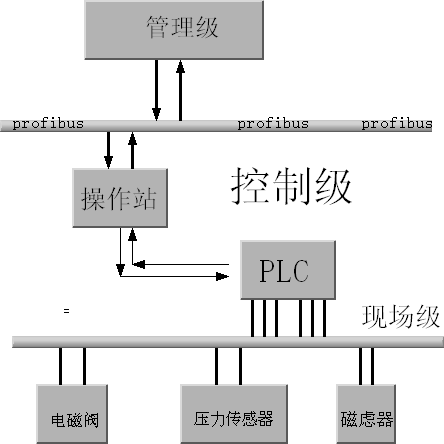 管理级
profibus profibus profibus
控制级
操作站
PLC
=
现场级
电磁阀 压力传感器 磁虑器